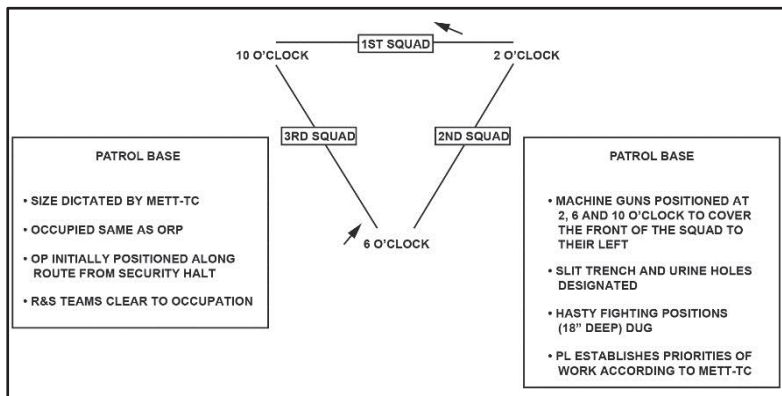 1ST SQUAD
10 O'CLOCK
2 O'CLOCK
3RD SQUAD
2ND SQUAD
6 O'CLOCK
PATROL BASE
• SIZE DICTATED BY METT-TC
• OCCUPIED SAME AS ORP
• OP INITIALLY POSITIONED ALONG
ROUTE FROM SECURITY HALT
• R&S TEAMS CLEAR TO OCCUPATION
PATROL BASE
• MACHINE GUNS POSITIONED AT
2, 6 AND 10 O'CLOCK TO COVER
THE FRONT OF THE SQUAD TO
THEIR LEFT
• SLIT TRENCH AND URINE HOLES
DESIGNATED
• HASTY FIGHTING POSITIONS
(18" DEEP) DUG
• PL ESTABLISHES PRIORITIES OF
WORK ACCORDING TO METT-TC